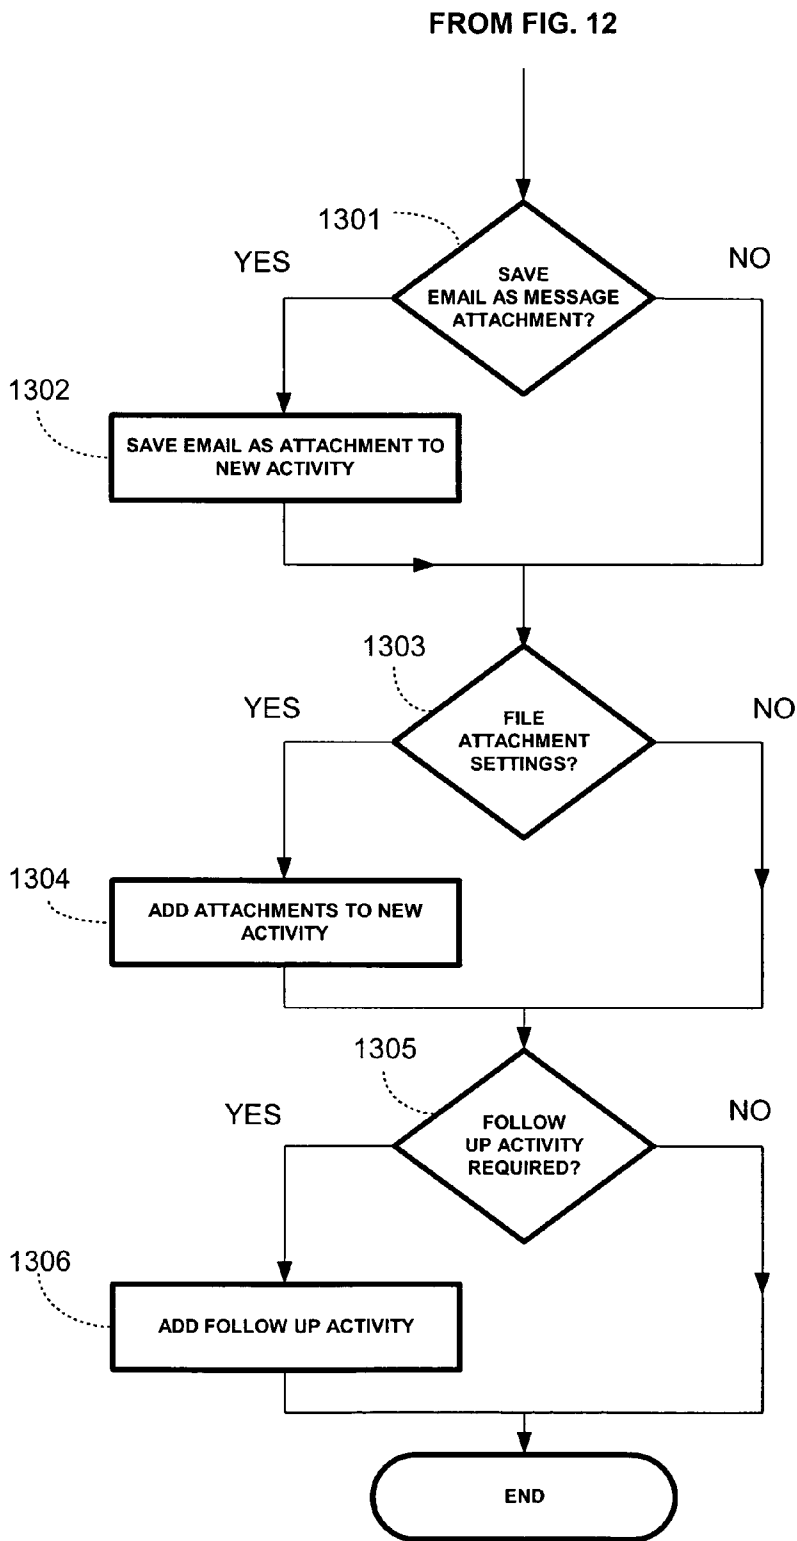 FROM FIG. 12
1301
YES
NO
SAVE
EMAIL AS MESSAGE
ATTACHMENT?
1302
SAVE EMAIL AS ATTACHMENT TO
NEW ACTIVITY
1303
YES
NO
FILE
ATTACHMENT
SETTINGS?
1304
ADD ATTACHMENTS TO NEW
ACTIVITY
1305
YES
NO
FOLLOW
UP ACTIVITY
REQUIRED?
1306
ADD FOLLOW UP ACTIVITY
END